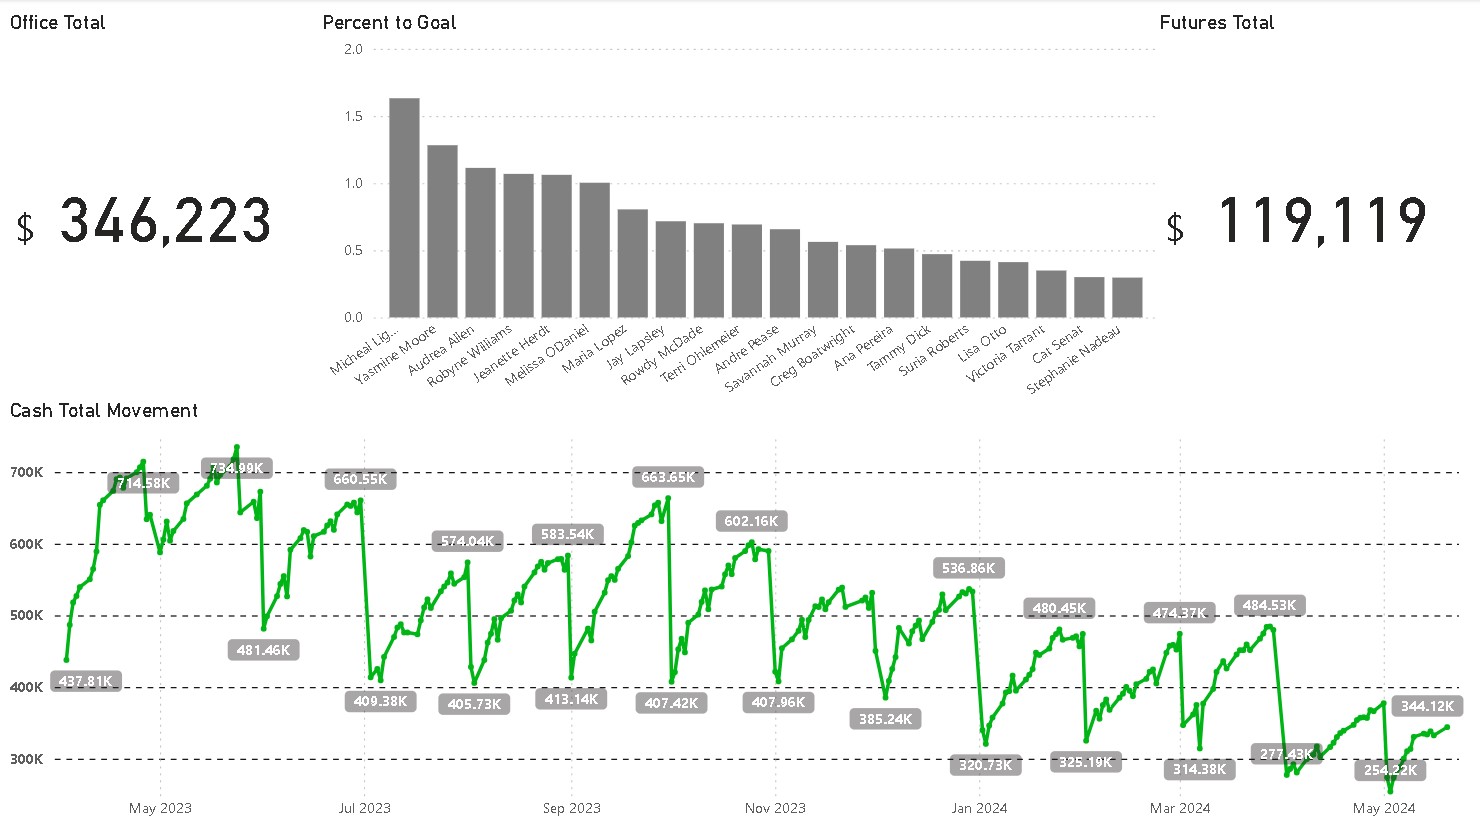 Office Total
Percent to Goal
Futures Total
2.0
1.5
1.0
0.5
0.0
$ 346,223
$ 119,119
Micheal Lig...
Yasmine Moore
Audrea Allen
Robyne Williams
Jeanette Herdt
Melissa ODaniel
Maria Lopez
Jay Lapsley
Rowdy McDade
Terri Ohlemeier
Andre Pease
Savannah Murray
Creg Boatwright
Ana Pereira
Tammy Dick
Suria Roberts
Lisa Otto
Victoria Tarrant
Cat Senat
Stephanie Nadeau
Cash Total Movement
700K
600K
500K
400K
300K
437.81K
714.58K
734.99K
481.46K
660.55K
409.38K
574.04K
405.73K
583.54K
413.14K
663.65K
407.42K
602.16K
407.96K
385.24K
536.86K
320.73K
480.45K
325.19K
474.37K
314.38K
484.53K
277.43K
254.22K
344.12K
May 2023
Jul 2023
Sep 2023
Nov 2023
Jan 2024
Mar 2024
May 2024